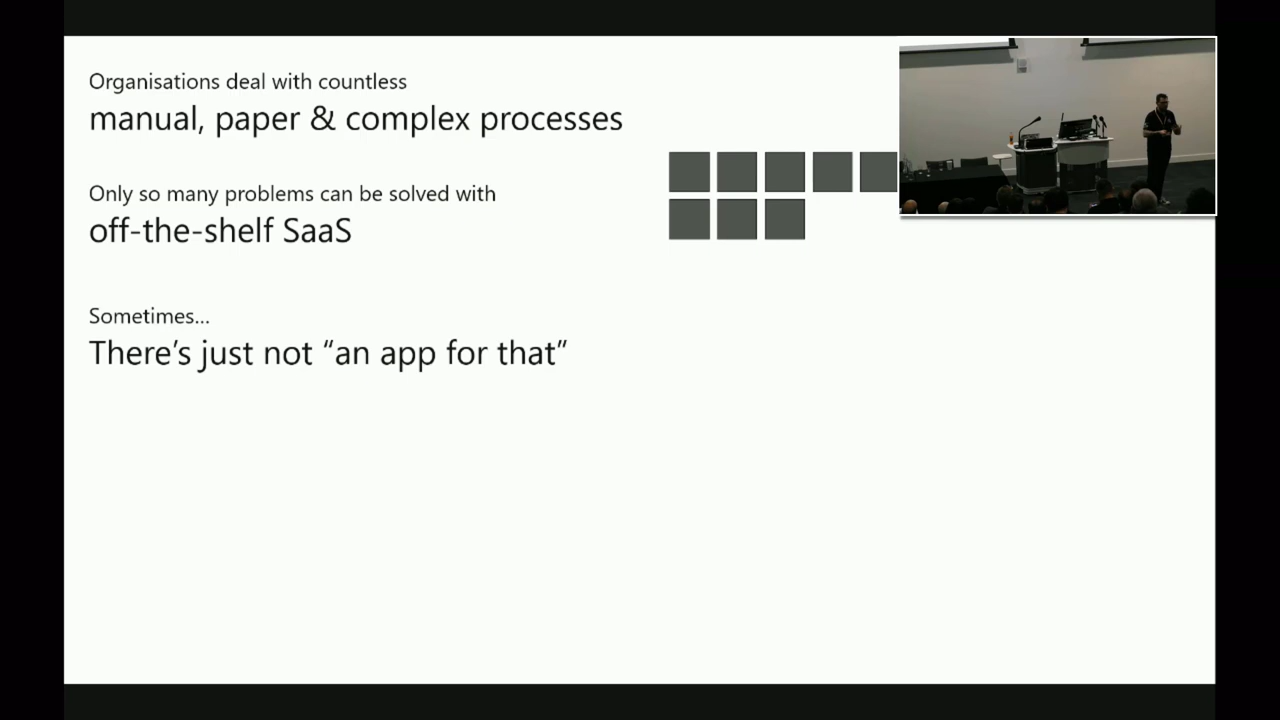 Organisations deal with countless
manual, paper & complex processes
Only so many problems can be solved with
off-the-shelf SaaS
Sometimes...
There’s just not “an app for that”